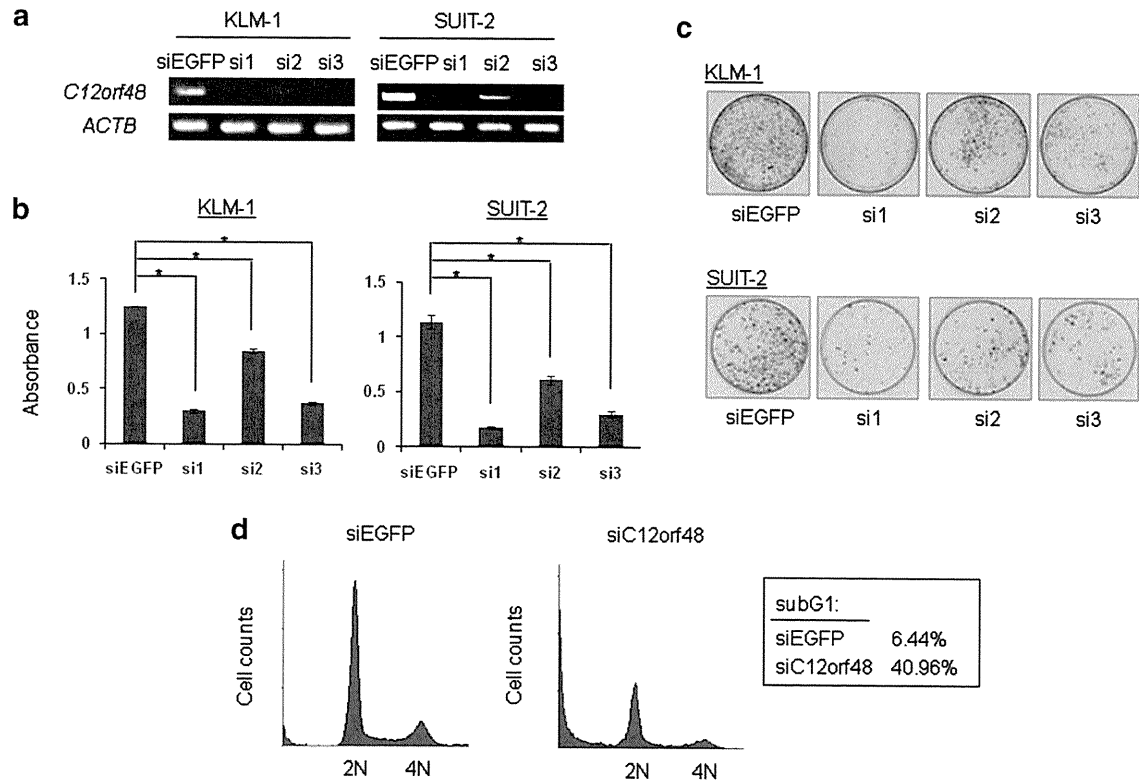 a
KLM-1
SUIT-2
siEGFP si1 si2 si3
siEGFP si1 si2 si3
C12orf48
ACTB
b
KLM-1
SUIT-2
* * *
* * *
Absorbance
1.5
1
0.5
0
1.5
1
0.5
0
siEGFP si1 si2 si3
siEGFP si1 si2 si3
c
KLM-1
siEGFP si1 si2 si3
SUIT-2
siEGFP si1 si2 si3
d
siEGFP
siC12orf48
Cell counts
Cell counts
2N 4N
2N 4N
subG1:
siEGFP 6.44%
siC12orf48 40.96%